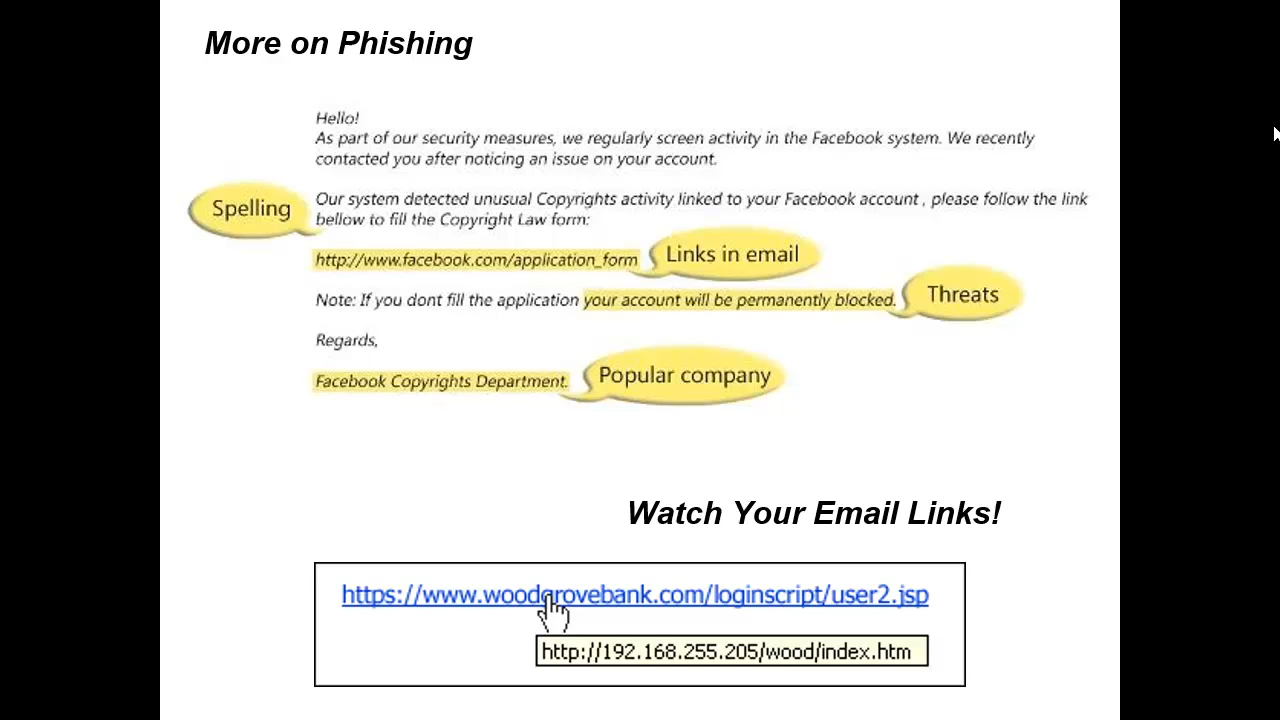 More on Phishing
Hello!
As part of our security measures, we regularly screen activity in the Facebook system. We recently
contacted you after noticing an issue on your account.
Spelling
Our system detected unusual Copyrights activity linked to your Facebook account , please follow the link
bellow to fill the Copyright Law form:
http://www.facebook.com/application_form
Links in email
Note: If you dont fill the application your account will be permanently blocked.
Threats
Regards,
Facebook Copyrights Department.
Popular company
Watch Your Email Links!
https://www.woodgrovebank.com/loginscript/user2.jsp
http://192.168.255.205/wood/index.htm